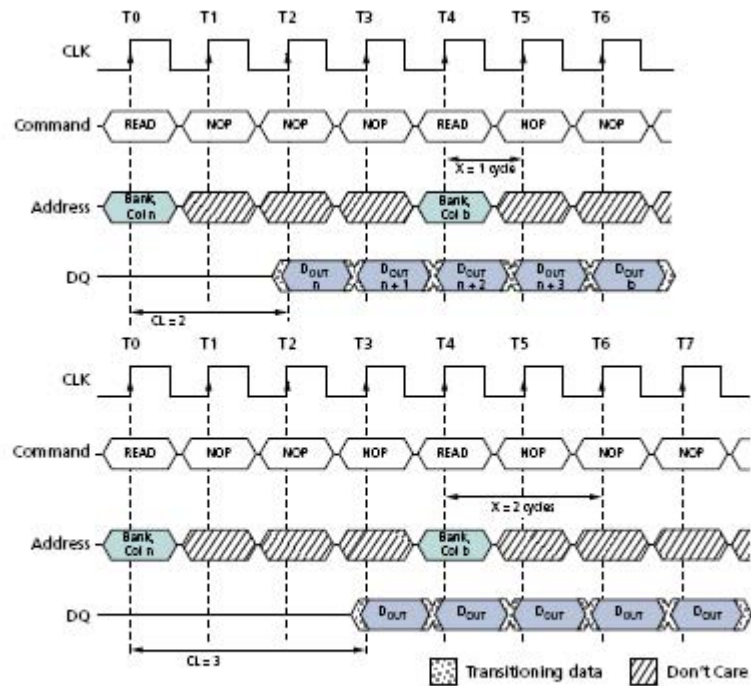 T0 T1 T2 T3 T4 T5 T6
CLK
Command READ NOP NOP NOP READ NOP NOP
X = 1 cycle
Address Bank, Col n Bank, Col b
DQ DOUT n DOUT n + 1 DOUT n + 2 DOUT n + 3 DOUT b
CL = 2
T0 T1 T2 T3 T4 T5 T6 T7
CLK
Command READ NOP NOP NOP READ NOP NOP NOP
X = 2 cycles
Address Bank, Col n Bank, Col b
DQ DOUT DOUT DOUT DOUT DOUT
CL = 3
Transitioning data Don't Care